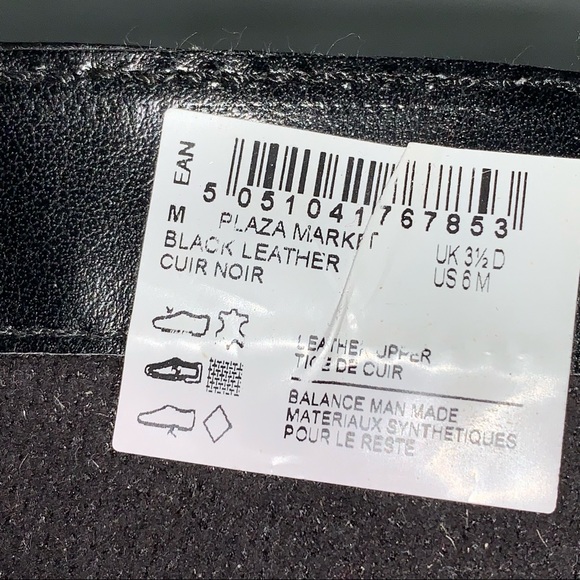 EAN
5 051041 767853
M PLAZA MARKET
BLACK LEATHER
CUIR NOIR
UK 3½ D
US 6 M
LEATHER UPPER
TIGE DE CUIR
BALANCE MAN MADE
MATERIAUX SYNTHETIQUES
POUR LE RESTE